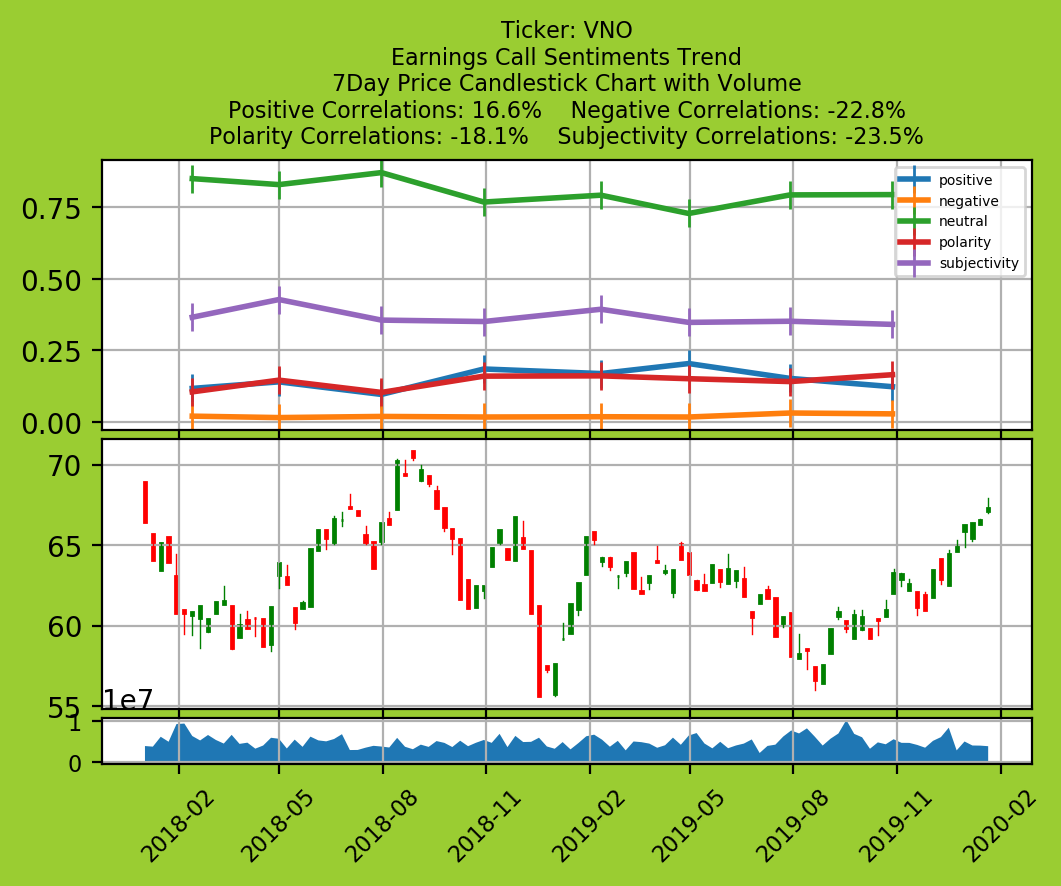 Ticker: VNO
Earnings Call Sentiments Trend
7Day Price Candlestick Chart with Volume
Positive Correlations: 16.6%    Negative Correlations: -22.8%
Polarity Correlations: -18.1%    Subjectivity Correlations: -23.5%
positive
negative
neutral
polarity
subjectivity
0.75
0.50
0.25
0.00
70
65
60
55
1e7
1
0
2018-02
2018-05
2018-08
2018-11
2019-02
2019-05
2019-08
2019-11
2020-02